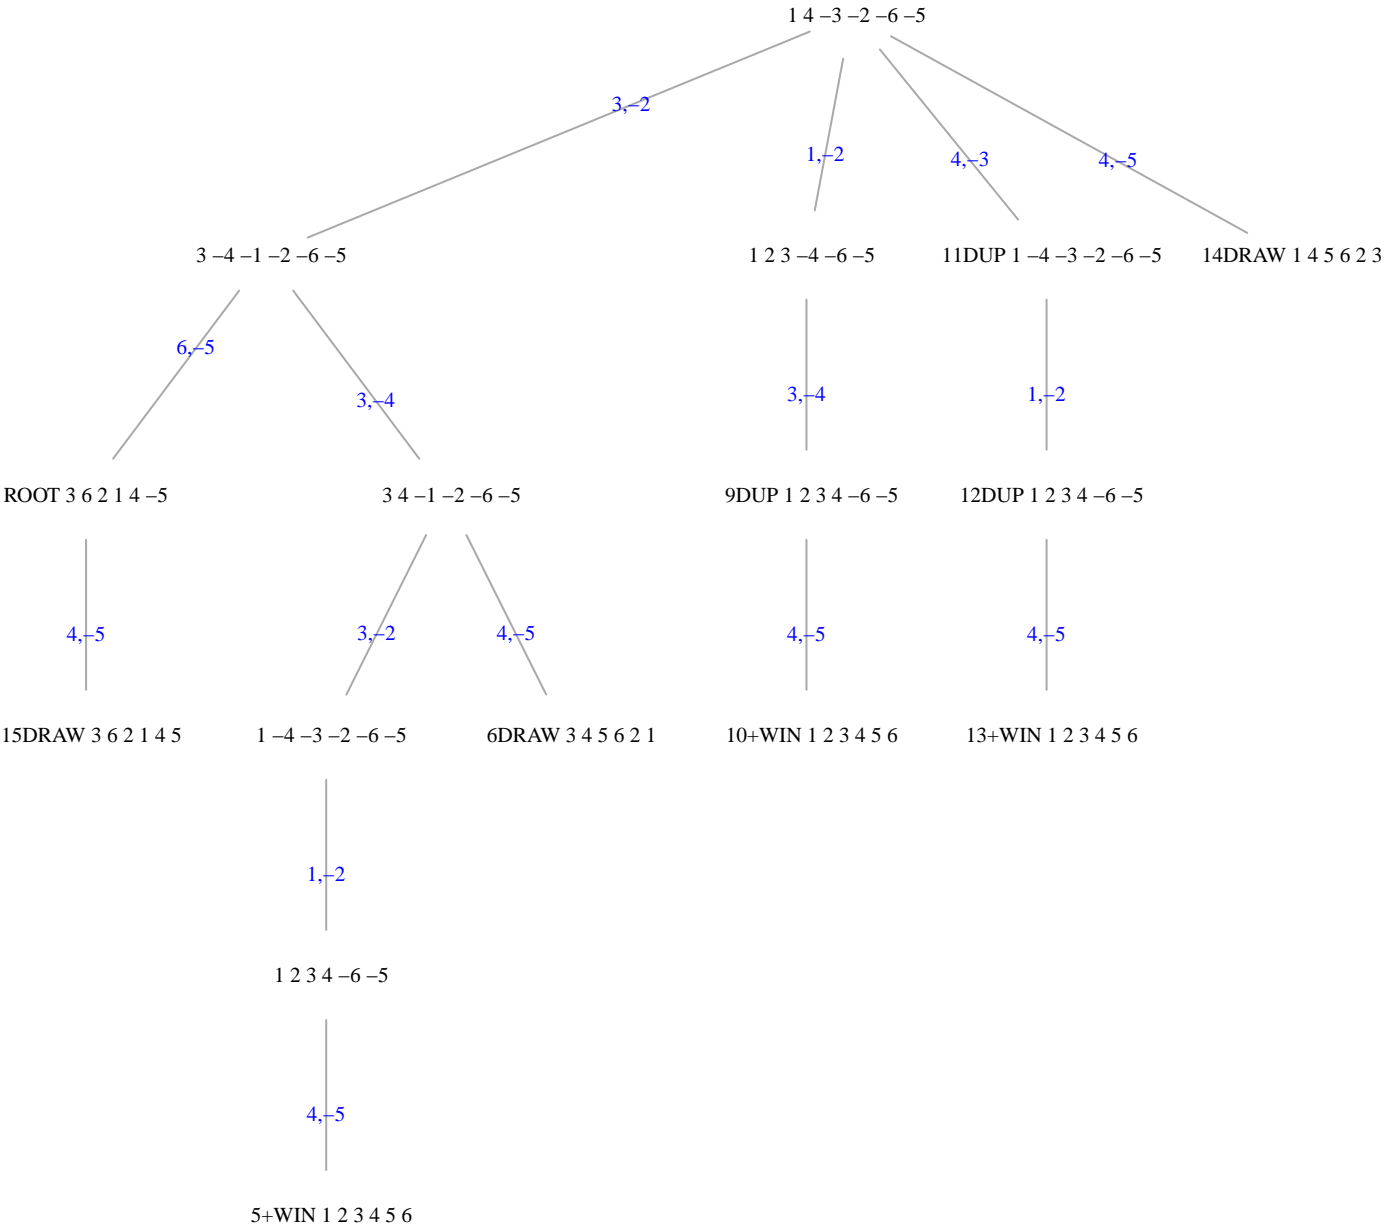 1 4 –3 –2 –6 –5
3,–2
1,–2
4,–3
4,–5
3 –4 –1 –2 –6 –5
1 2 3 –4 –6 –5
11DUP 1 –4 –3 –2 –6 –5
14DRAW 1 4 5 6 2 3
6,–5
3,–4
3,–4
1,–2
ROOT 3 6 2 1 4 –5
3 4 –1 –2 –6 –5
9DUP 1 2 3 4 –6 –5
12DUP 1 2 3 4 –6 –5
4,–5
3,–2
4,–5
4,–5
4,–5
15DRAW 3 6 2 1 4 5
1 –4 –3 –2 –6 –5
6DRAW 3 4 5 6 2 1
10+WIN 1 2 3 4 5 6
13+WIN 1 2 3 4 5 6
1,–2
1 2 3 4 –6 –5
4,–5
5+WIN 1 2 3 4 5 6